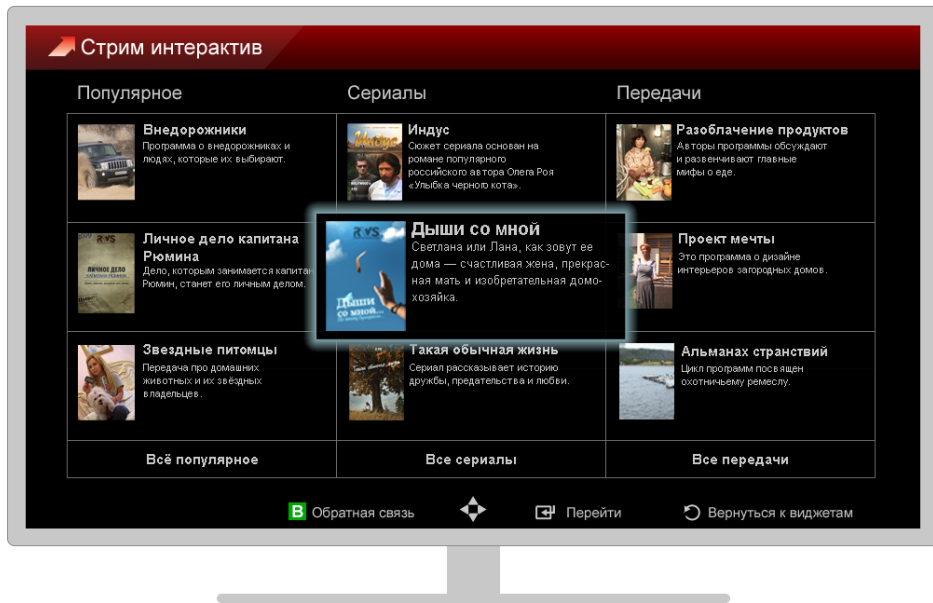 Стрим интерактив
Популярное
Сериалы
Передачи
Внедорожники
Программа о внедорожниках и
людях, которые их выбирают.
Индус
Сюжет сериала основан на
романе популярного
российского автора Олега Роя
«Улыбка черного кота».
Разоблачение продуктов
Авторы программы обсуждают
и развенчивают главные
мифы о еде.
Личное дело капитана
Рюмина
Дело, которым занимается капитан
Рюмин, станет его личным делом.
Дыши со мной
Светлана или Лана, как зовут ее
дома — счастливая жена, прекрас-
ная мать и изобретательная домо-
хозяйка.
Дыши
со мной...
Проект мечты
Это программа о дизайне
интерьеров загородных домов.
Звездные питомцы
Передача про домашних
животных и их звёздных
владельцев.
Такая обычная жизнь
Сериал рассказывает историю
дружбы, предательства и любви.
Альманах странствий
Цикл программ посвящен
охотничьему ремеслу.
Всё популярное
Все сериалы
Все передачи
B Обратная связь
Перейти
Вернуться к виджетам